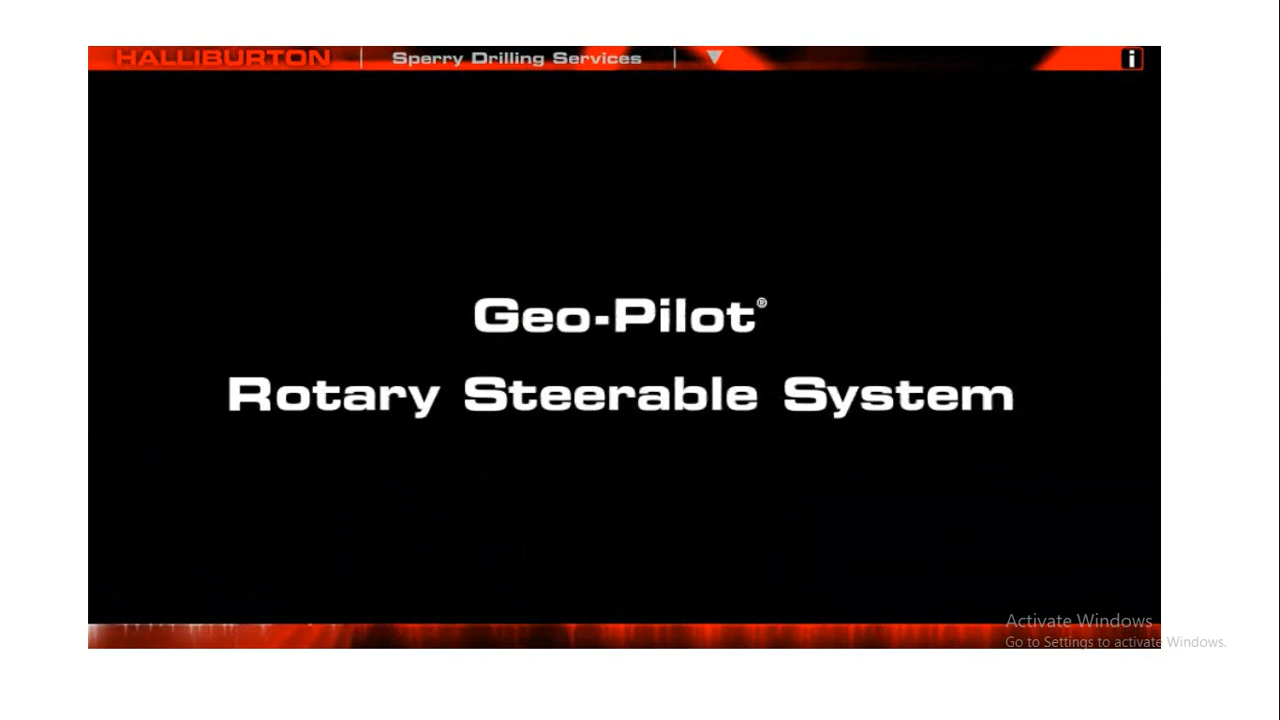 HALLIBURTON | Sperry Drilling Services |
i
Geo-Pilot®
Rotary Steerable System
Activate Windows
Go to Settings to activate Windows.